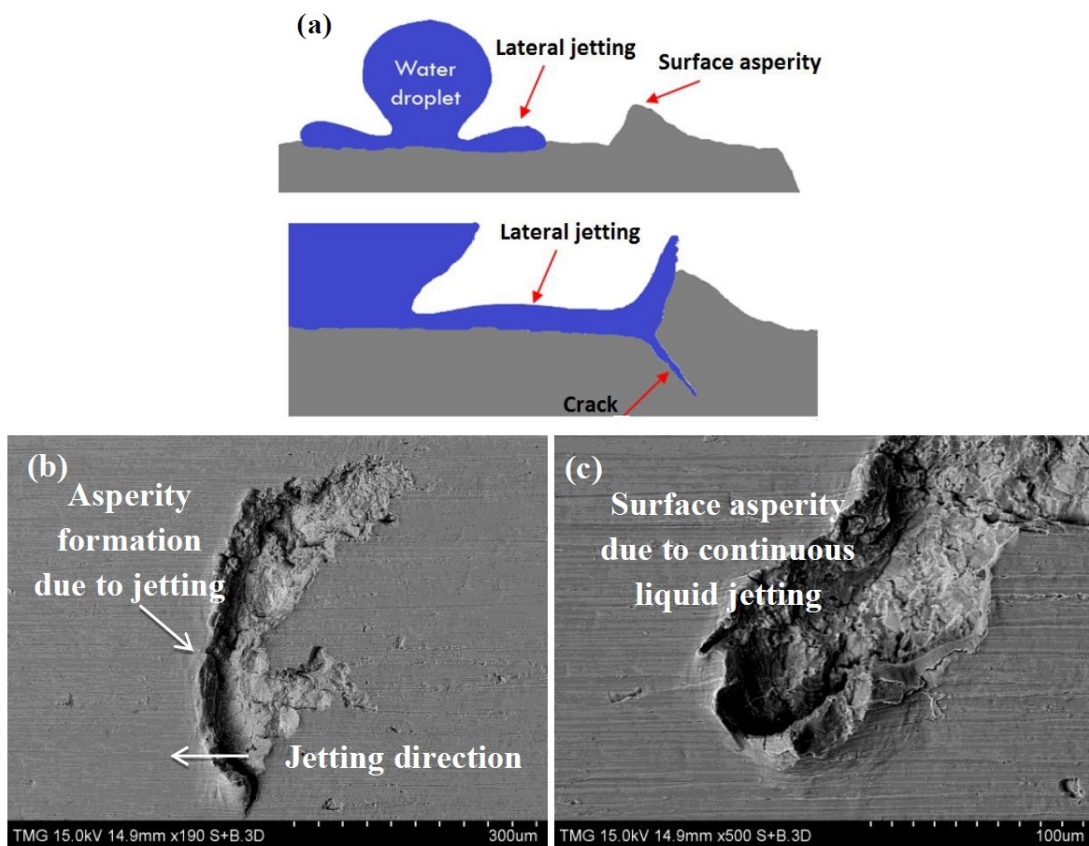 (a)
Lateral jetting
Surface asperity
Water
droplet
Lateral jetting
Crack
(b)
Asperity
formation
due to jetting
Jetting direction
TMG 15.0kV 14.9mm x190 S+B.3D 300um
(c)
Surface asperity
due to continuous
liquid jetting
TMG 15.0kV 14.9mm x500 S+B.3D 100um